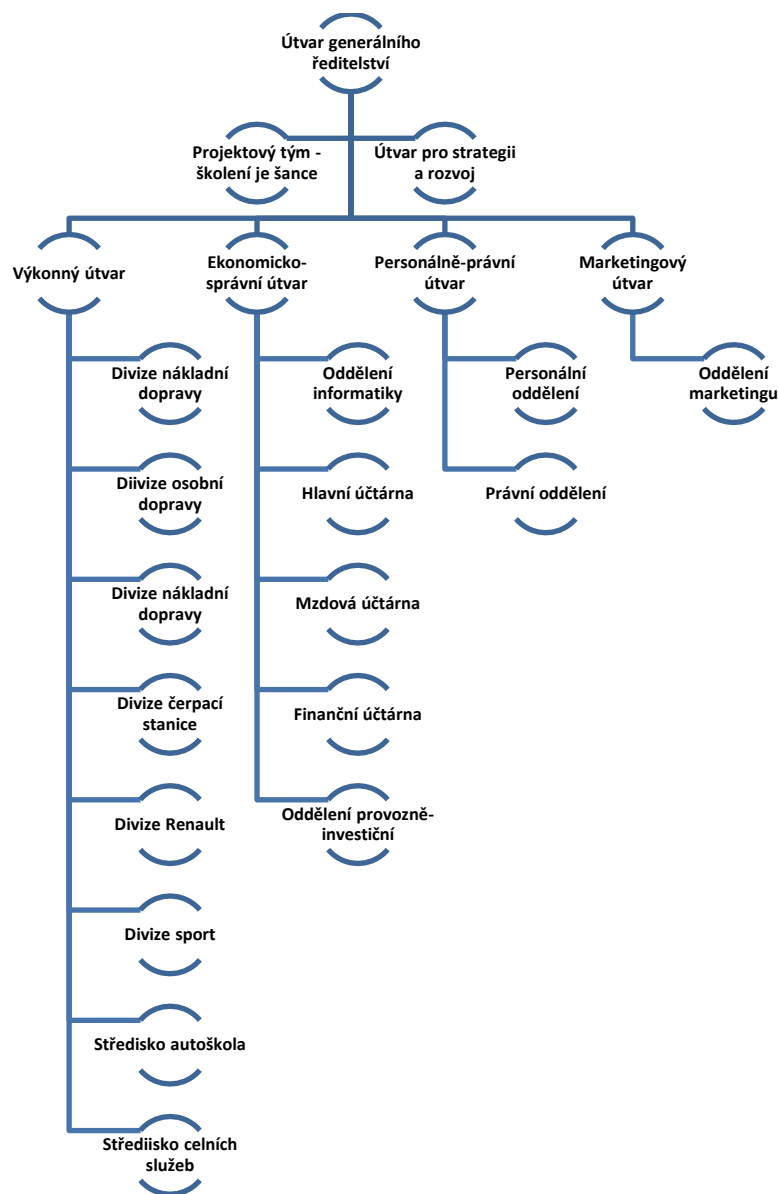 Útvar generálního
ředitelství
Projektový tým -
školení je šance
Útvar pro strategii
a rozvoj
Výkonný útvar
Ekonomicko-
správní útvar
Personálně-právní
útvar
Marketingový
útvar
Divize nákladní
dopravy
Diivize osobní
dopravy
Divize nákladní
dopravy
Divize čerpací
stanice
Divize Renault
Divize sport
Středisko autoškola
Střediisko celních
služeb
Oddělení
informatiky
Hlavní účtárna
Mzdová účtárna
Finanční účtárna
Oddělení provozně-
investiční
Personální
oddělení
Právní oddělení
Oddělení
marketingu